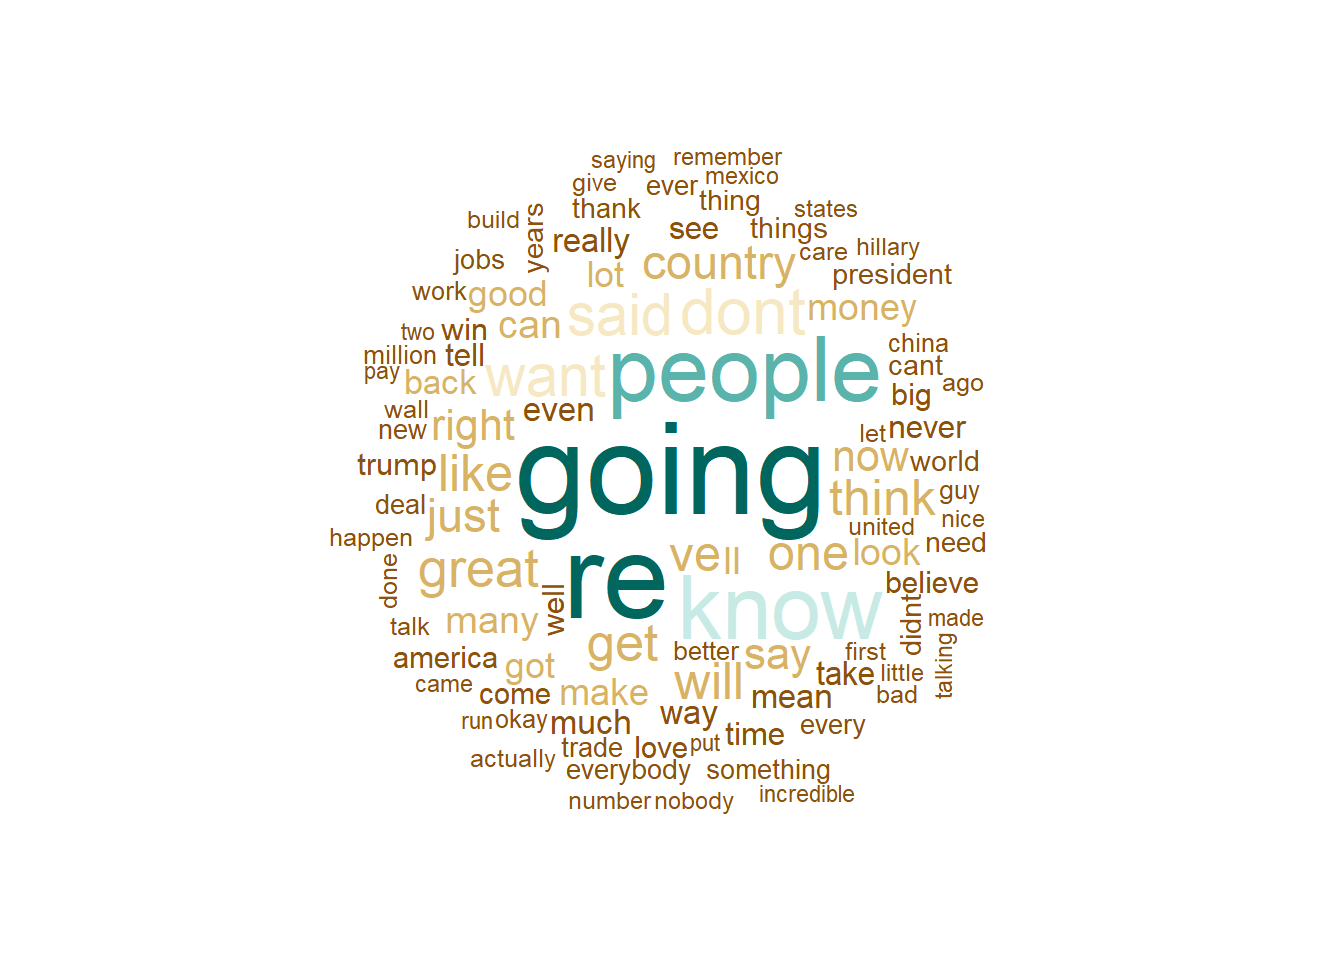 saying remember
give ever mexico
thank thing states
build years really see things care hillary
jobs lot country president
work good said dont money
two win can china
million tell want people cant
pay back big ago
wall even
new right let never
trump like going now world
deal just think guy
happen united nice
done great re ve ll one look need
well know believe
talk many didnt made
america got get better say first
came come make will mean take little bad talking
run okay much way time every
actually trade love put
everybody something
number nobody incredible